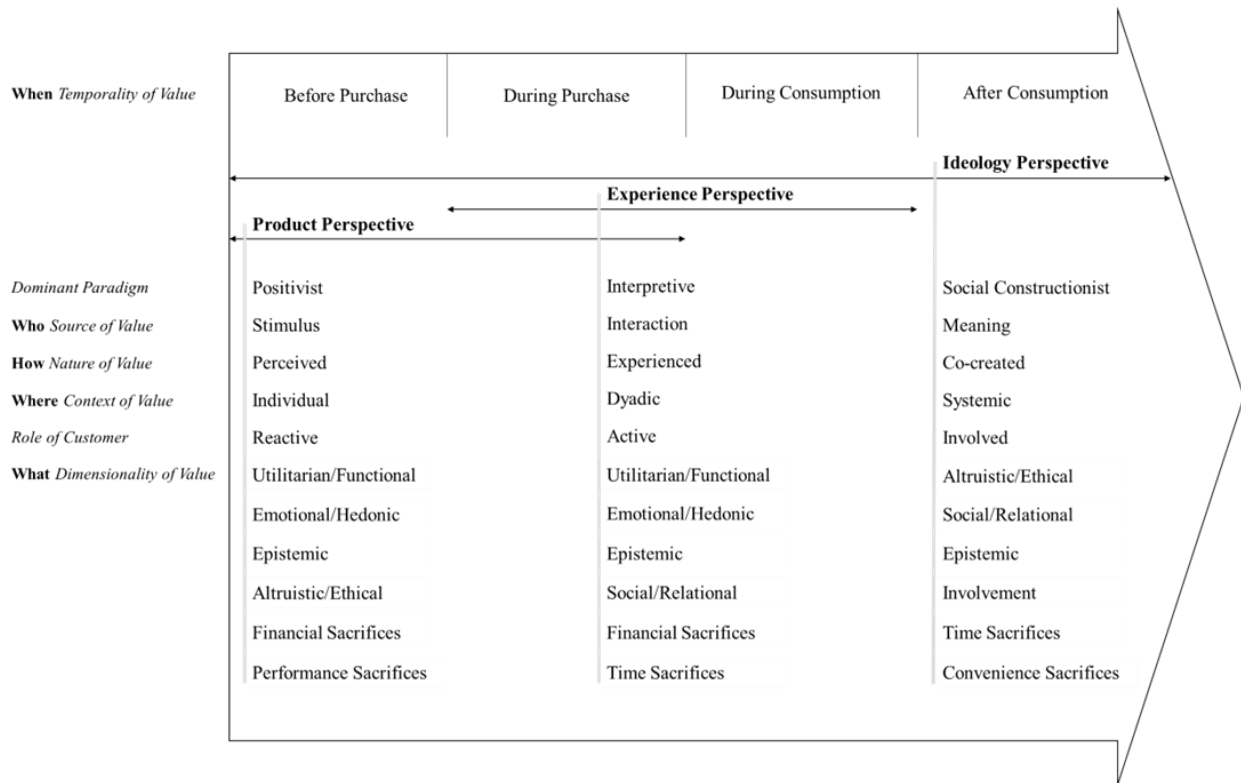 When Temporality of Value
Before Purchase
During Purchase
During Consumption
After Consumption
Ideology Perspective
Experience Perspective
Product Perspective
Dominant Paradigm
Positivist
Interpretive
Social Constructionist
Who Source of Value
Stimulus
Interaction
Meaning
How Nature of Value
Perceived
Experienced
Co-created
Where Context of Value
Individual
Dyadic
Systemic
Role of Customer
Reactive
Active
Involved
What Dimensionality of Value
Utilitarian/Functional
Utilitarian/Functional
Altruistic/Ethical
Emotional/Hedonic
Emotional/Hedonic
Social/Relational
Epistemic
Epistemic
Epistemic
Altruistic/Ethical
Social/Relational
Involvement
Financial Sacrifices
Financial Sacrifices
Time Sacrifices
Performance Sacrifices
Time Sacrifices
Convenience Sacrifices